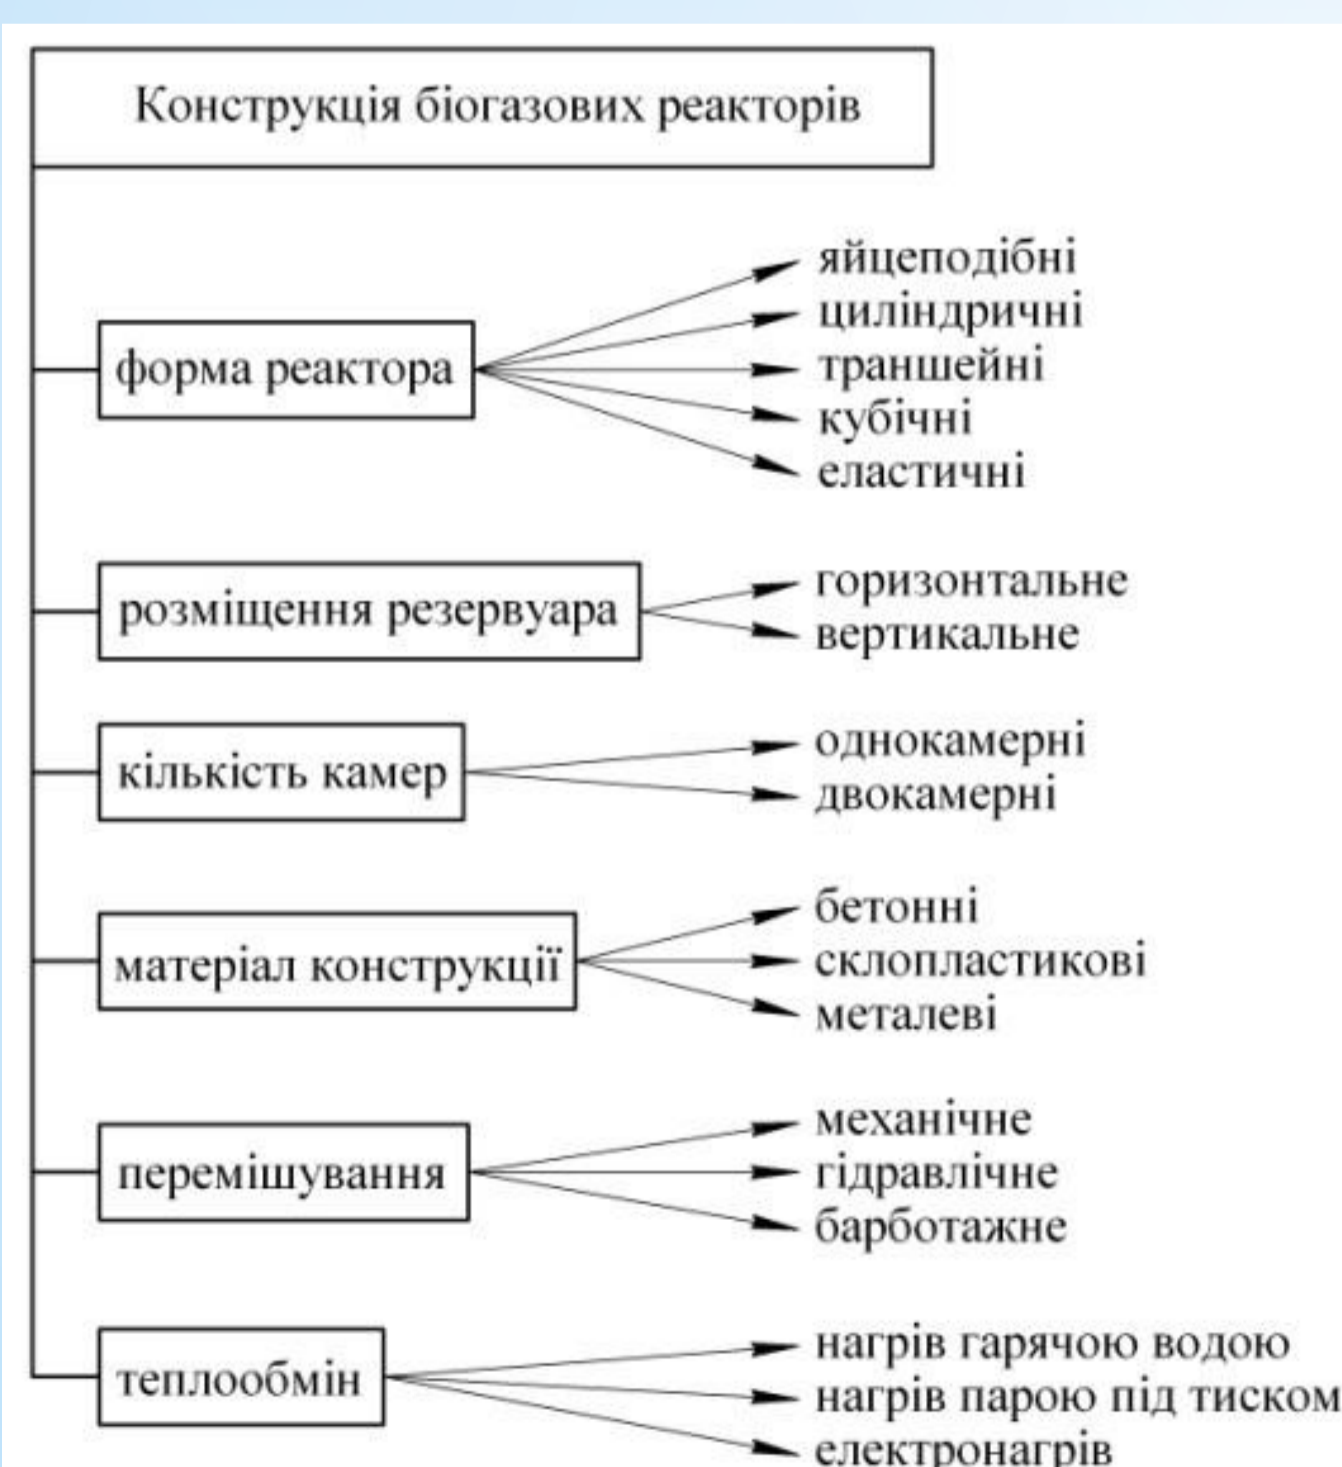 Конструкція біогазових реакторів
форма реактора
яйцеподібні
циліндричні
траншейні
кубічні
еластичні
розміщення резервуара
горизонтальне
вертикальне
кількість камер
однокамерні
двокамерні
матеріал конструкції
бетонні
склопластикові
металеві
перемішування
механічне
гідравлічне
барботажне
теплообмін
нагрів гарячою водою
нагрів парою під тиском
електронагрів